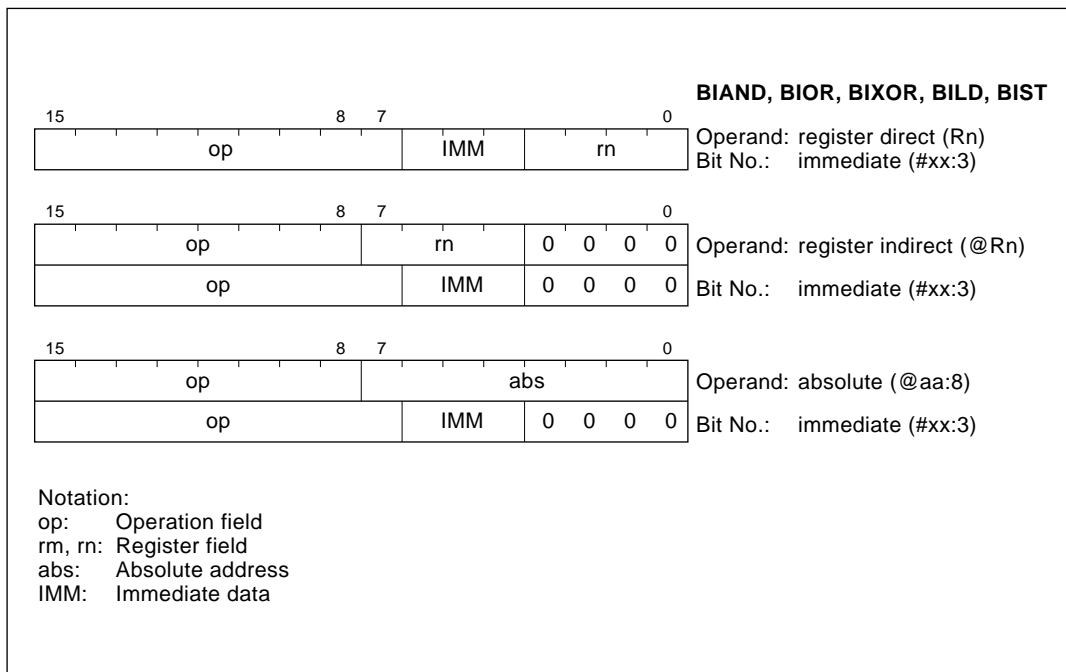 BIAND, BIOR, BIXOR, BILD, BIST
15 8 7 0
op IMM rn
Operand: register direct (Rn)
Bit No.: immediate (#xx:3)
15 8 7 0
op rn 0 0 0 0 Operand: register indirect (@Rn)
op IMM 0 0 0 0 Bit No.: immediate (#xx:3)
15 8 7 0
op abs Operand: absolute (@aa:8)
op IMM 0 0 0 0 Bit No.: immediate (#xx:3)
Notation:
op: Operation field
rm, rn: Register field
abs: Absolute address
IMM: Immediate data